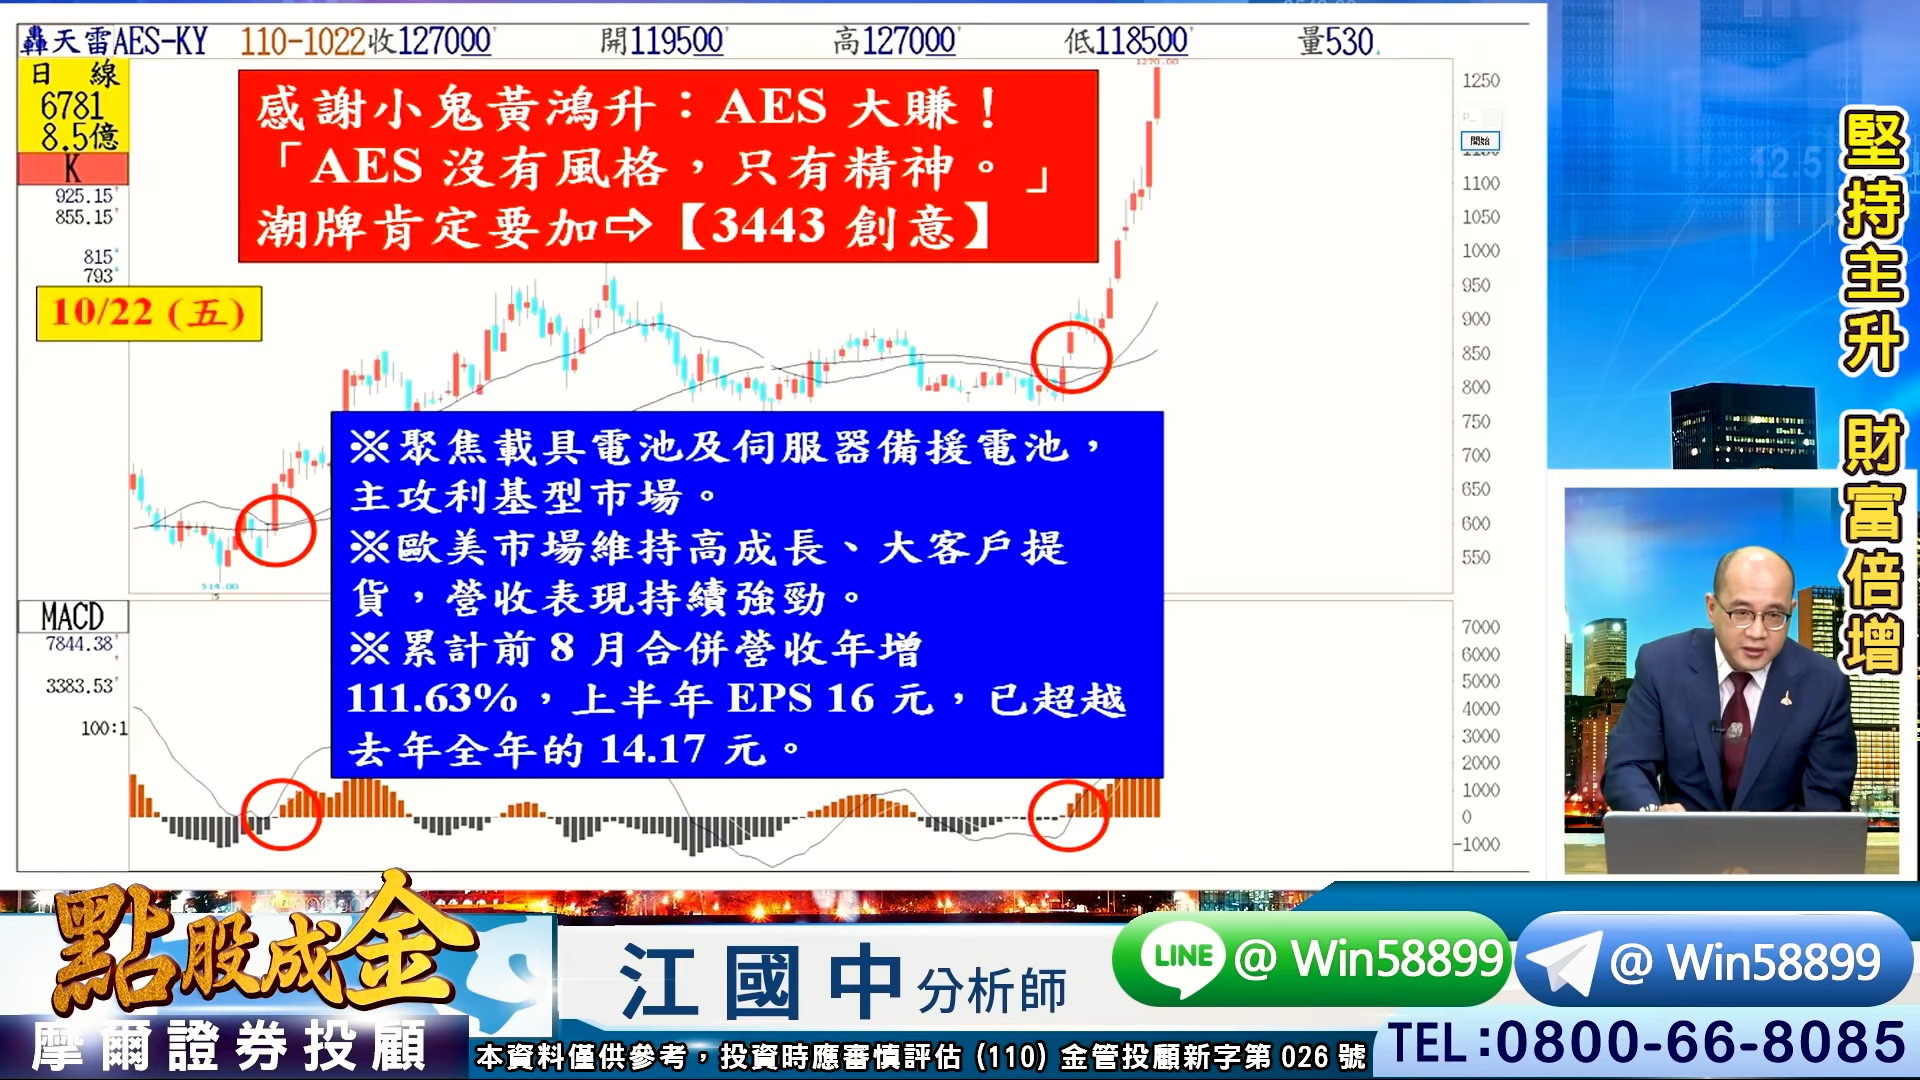 轟天雷AES-KY 110-1022收127000 開119500 高127000 低118500 量530
日 線
6781
8.5億
K
925.15
855.15
815
793
1270.00
感謝小鬼黃鴻升：AES 大賺！
「AES 沒有風格，只有精神。」
潮牌肯定要加⇨【3443 創意】
10/22 (五)
1250
開始
1100
1050
1000
950
900
850
800
750
700
650
600
550
514.00
※聚焦載具電池及伺服器備援電池，
主攻利基型市場。
※歐美市場維持高成長、大客戶提
貨，營收表現持續強勁。
※累計前 8 月合併營收年增
111.63%，上半年 EPS 16 元，已超越
去年全年的 14.17 元。
MACD
7844.38
3383.53
100:1
7000
6000
5000
4000
3000
2000
1000
0
-1000
堅持主升 財富倍增
點股成金
摩爾證券投顧
江國中 分析師
LINE @ Win58899
@ Win58899
TEL:0800-66-8085
本資料僅供參考，投資時應審慎評估 (110) 金管投顧新字第 026 號